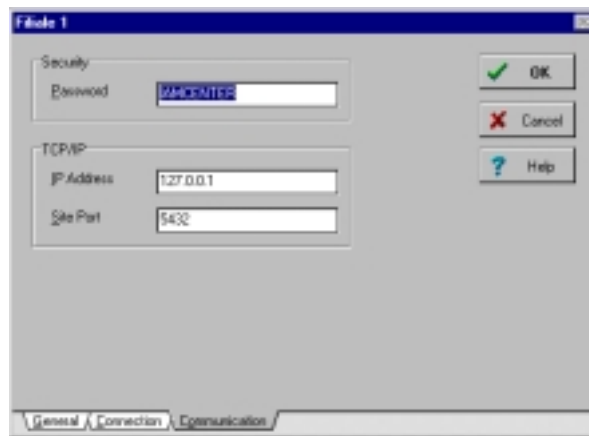 Filiale 1
Security
Password
IAMCENTER
TCP/IP
IP Address
127.0.0.1
Site Port
5432
OK
Cancel
Help
General
Connection
Communication